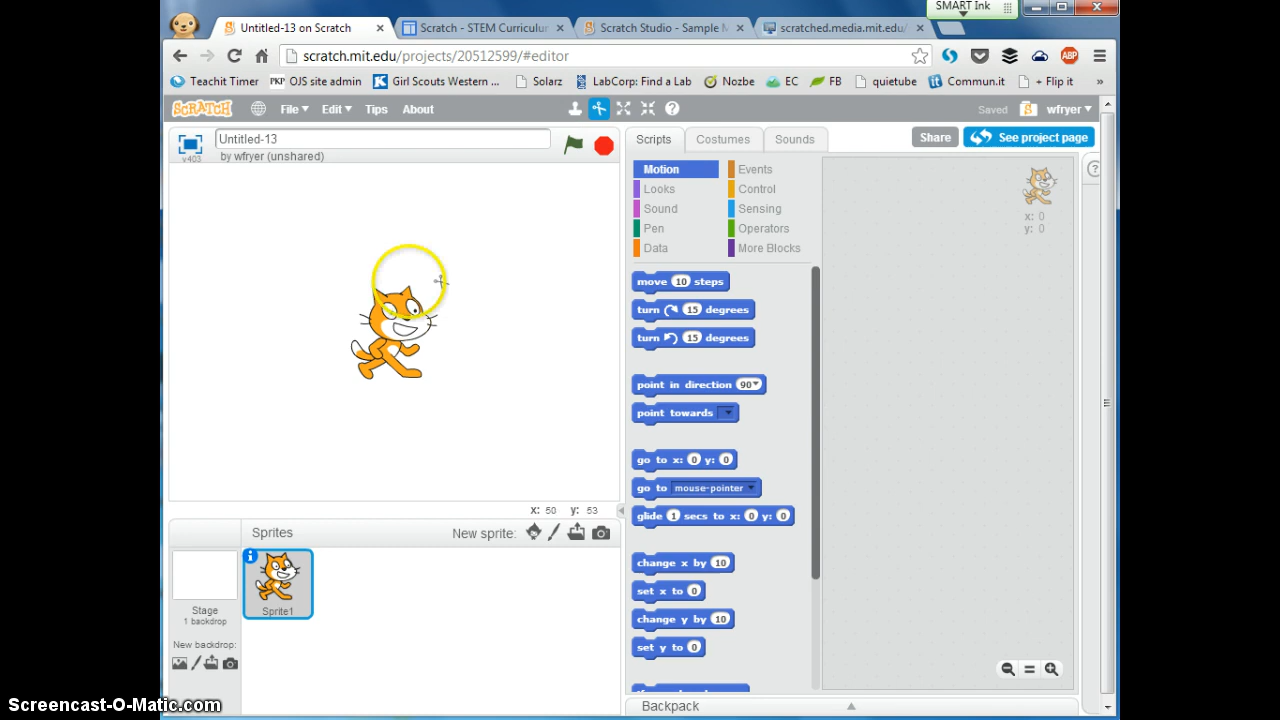 SMART Ink
Untitled-13 on Scratch
Scratch - STEM Curriculur
Scratch Studio - Sample M
scratched.media.mit.edu/
scratch.mit.edu/projects/20512599/#editor
ABP
Teachit Timer
PKP OJS site admin
K Girl Scouts Western ...
Solarz
LabCorp: Find a Lab
Nozbe
EC
FB
quietube
Commun.it
+ Flip it
»
SCRATCH
File
Edit
Tips
About
Saved
wfryer
v403
Untitled-13
by wfryer (unshared)
Scripts
Costumes
Sounds
Share
See project page
Motion
Looks
Sound
Pen
Data
Events
Control
Sensing
Operators
More Blocks
x: 0
y: 0
move 10 steps
turn 15 degrees
turn 15 degrees
point in direction 90
point towards
go to x: 0 y: 0
go to mouse-pointer
glide 1 secs to x: 0 y: 0
change x by 10
set x to 0
change y by 10
set y to 0
x: 50 y: 53
Sprites
New sprite:
Stage
1 backdrop
New backdrop:
Sprite1
Backpack
Screencast-O-Matic.com